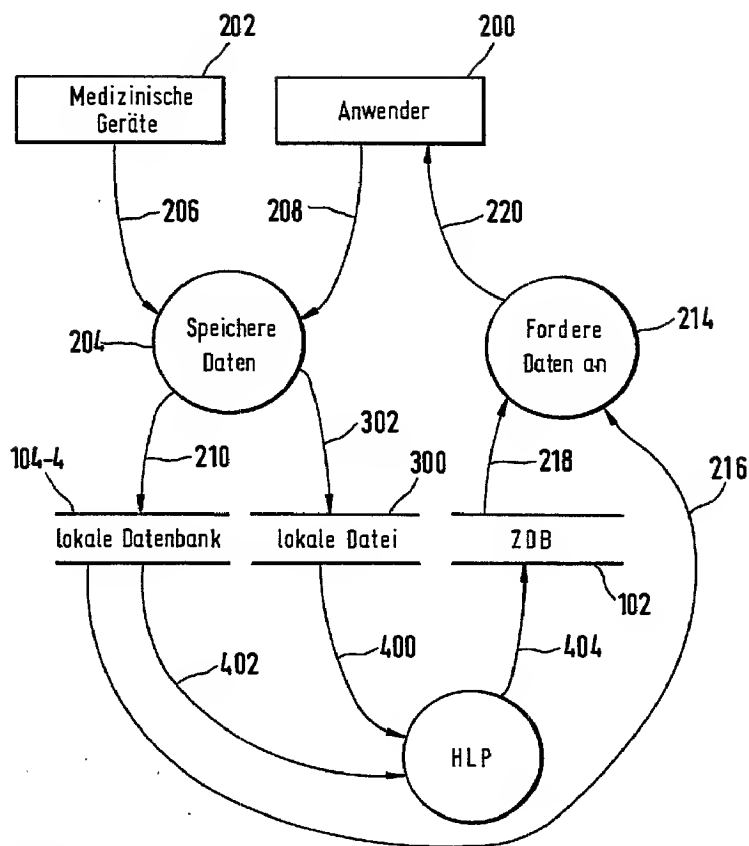 202
200
Medizinische
Geräte
Anwender
206
208
220
204
Speichere
Daten
Fordere
Daten an
214
302
104-4
210
300
218
216
lokale Datenbank
lokale Datei
ZDB
102
402
400
404
HLP